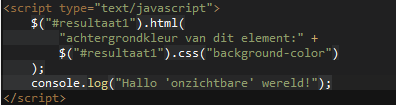 <script type="text/javascript">
$("#resultaat1").html(
"achtergrondkleur van dit element:" +
$("#resultaat1").css("background-color")
);
console.log("Hallo 'onzichtbare' wereld!");
</script>